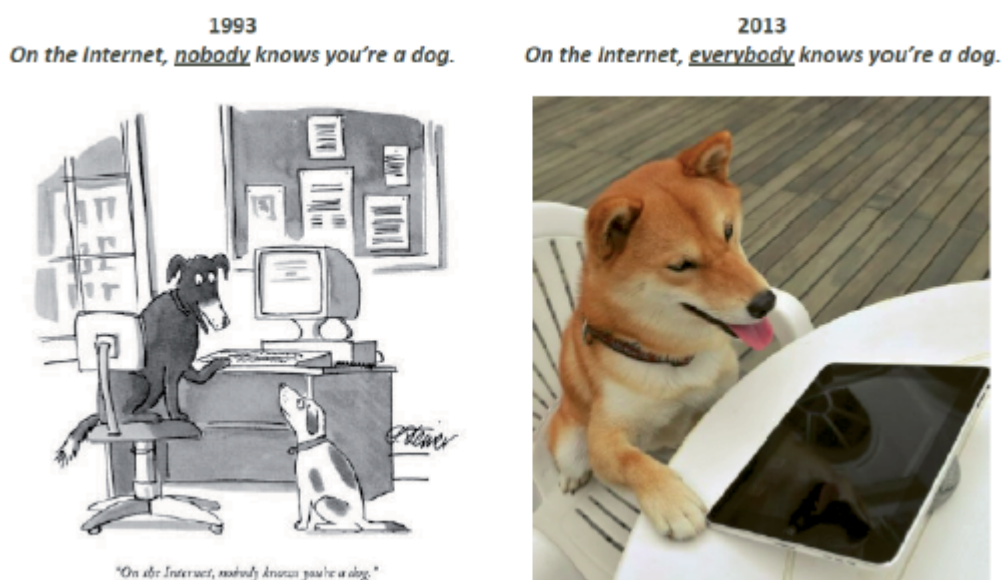 1993
On the Internet, nobody knows you're a dog.
2013
On the Internet, everybody knows you're a dog.
"On the Internet, nobody knows you're a dog."